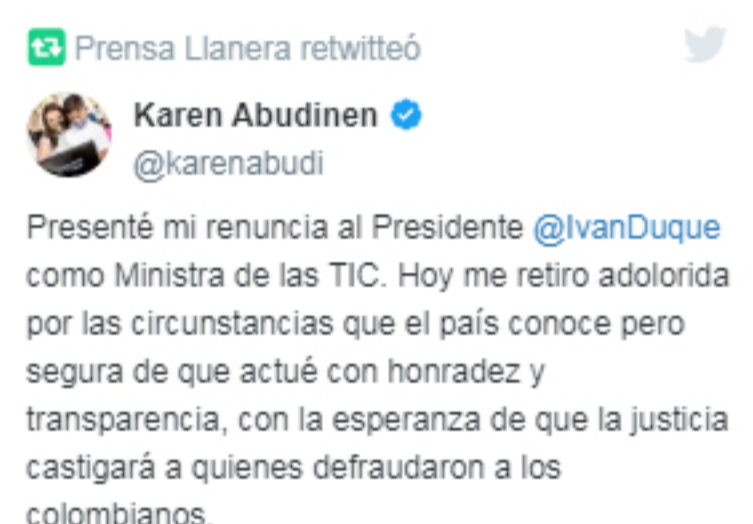 Prensa Llanera retwitteó
Karen Abudinen
@karenabudi
Presenté mi renuncia al Presidente @IvanDuque
como Ministra de las TIC. Hoy me retiro adolorida
por las circunstancias que el país conoce pero
segura de que actué con honradez y
transparencia, con la esperanza de que la justicia
castigará a quienes defraudaron a los
colombianos.